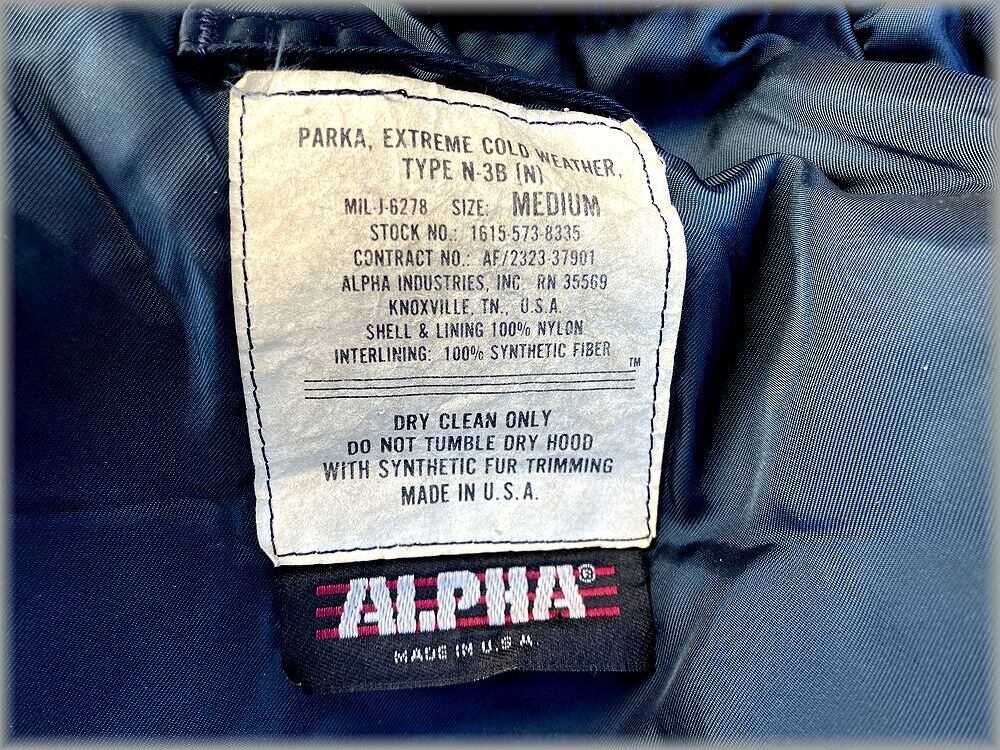 PARKA, EXTREME COLD WEATHER,
TYPE N-3B (N)
MIL-J-6278 SIZE: MEDIUM
STOCK NO.: 1615-573-8335
CONTRACT NO.: AF/2323-37901
ALPHA INDUSTRIES, INC. RN 35569
KNOXVILLE, TN., U.S.A.
SHELL & LINING 100% NYLON
INTERLINING: 100% SYNTHETIC FIBER
TM
DRY CLEAN ONLY
DO NOT TUMBLE DRY HOOD
WITH SYNTHETIC FUR TRIMMING
MADE IN U.S.A.
ALPHA®
MADE IN U.S.A.